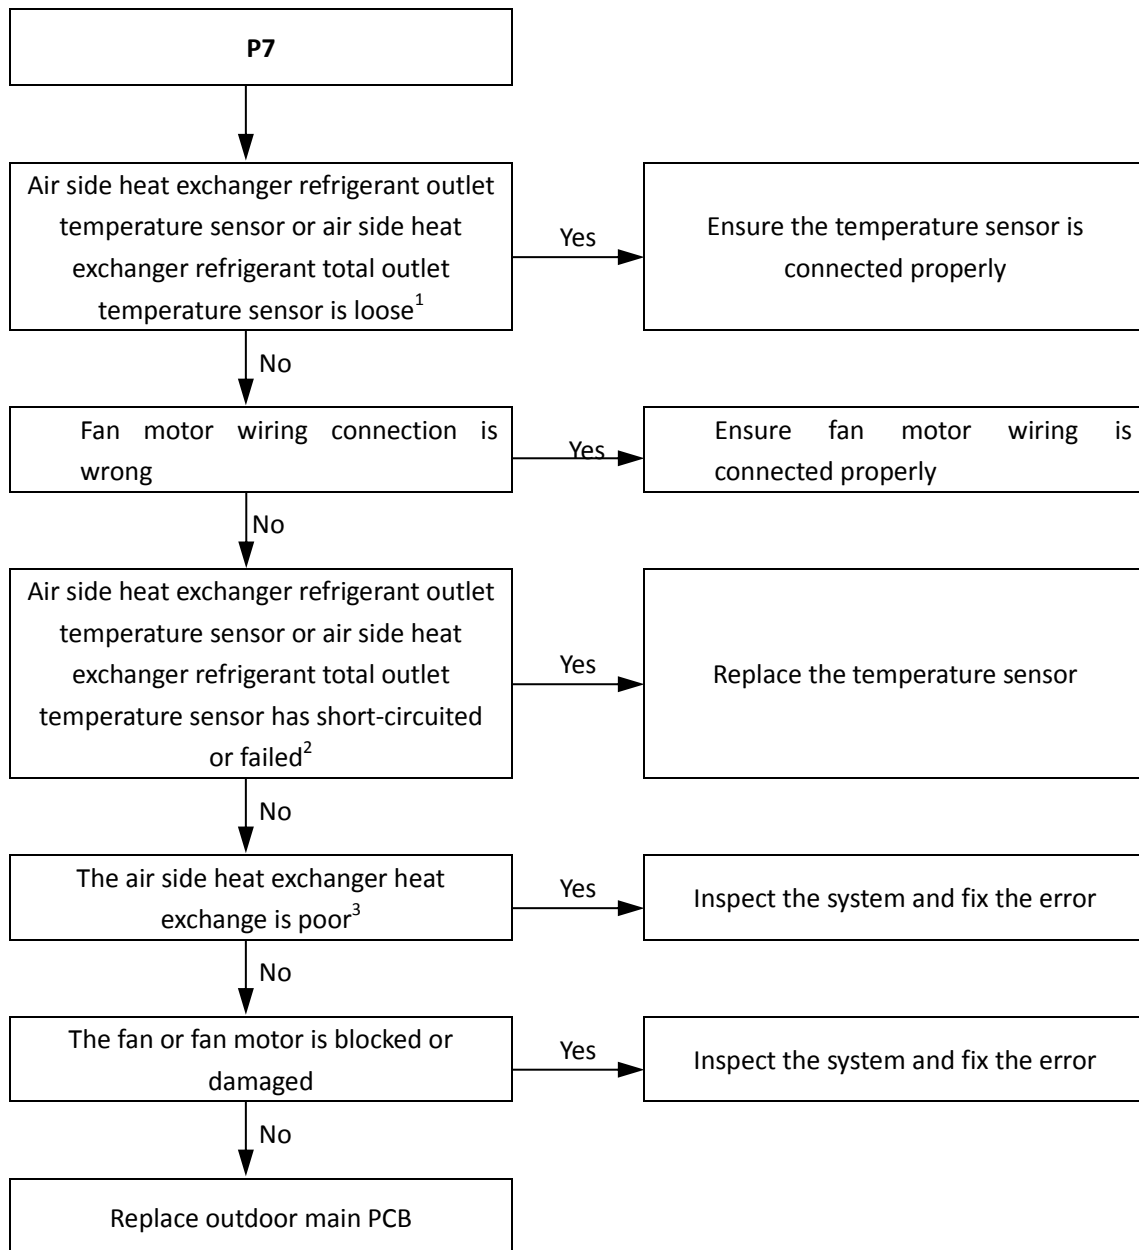 P7
Air side heat exchanger refrigerant outlet
temperature sensor or air side heat
exchanger refrigerant total outlet
temperature sensor is loose1
Yes
Ensure the temperature sensor is
connected properly
No
Fan motor wiring connection is
wrong
Yes
Ensure fan motor wiring is
connected properly
No
Air side heat exchanger refrigerant outlet
temperature sensor or air side heat
exchanger refrigerant total outlet
temperature sensor has short-circuited
or failed2
Yes
Replace the temperature sensor
No
The air side heat exchanger heat
exchange is poor3
Yes
Inspect the system and fix the error
No
The fan or fan motor is blocked or
damaged
Yes
Inspect the system and fix the error
No
Replace outdoor main PCB